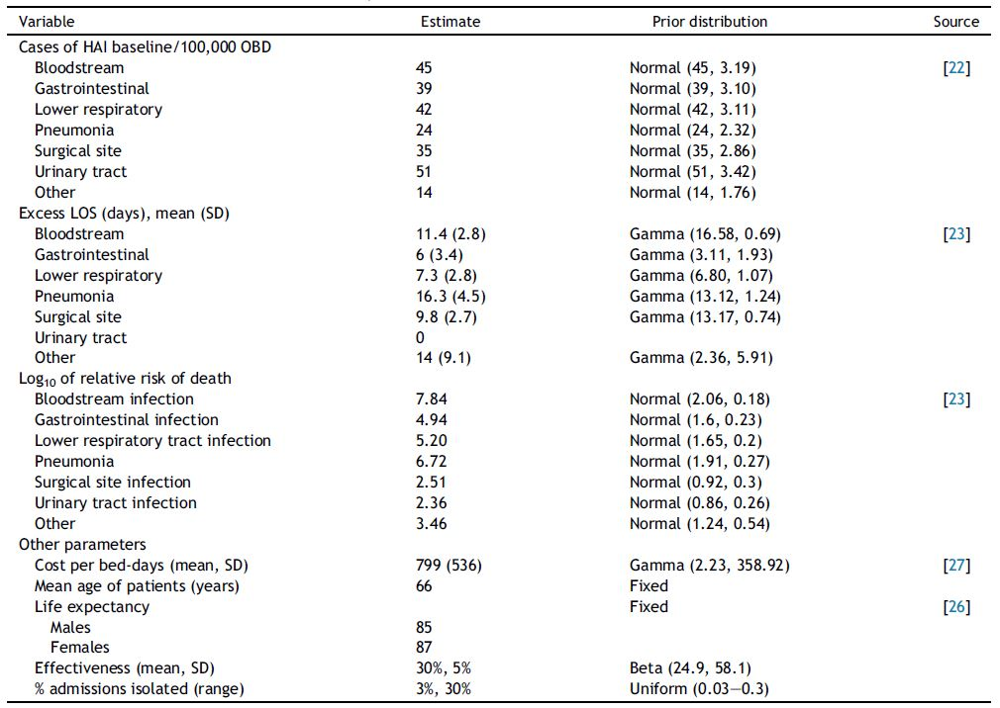 Variable Estimate Prior distribution Source
Cases of HAI baseline/100,000 OBD
Bloodstream 45 Normal (45, 3.19) [22]
Gastrointestinal 39 Normal (39, 3.10)
Lower respiratory 42 Normal (42, 3.11)
Pneumonia 24 Normal (24, 2.32)
Surgical site 35 Normal (35, 2.86)
Urinary tract 51 Normal (51, 3.42)
Other 14 Normal (14, 1.76)
Excess LOS (days), mean (SD)
Bloodstream 11.4 (2.8) Gamma (16.58, 0.69) [23]
Gastrointestinal 6 (3.4) Gamma (3.11, 1.93)
Lower respiratory 7.3 (2.8) Gamma (6.80, 1.07)
Pneumonia 16.3 (4.5) Gamma (13.12, 1.24)
Surgical site 9.8 (2.7) Gamma (13.17, 0.74)
Urinary tract 0
Other 14 (9.1) Gamma (2.36, 5.91)
Log10 of relative risk of death
Bloodstream infection 7.84 Normal (2.06, 0.18) [23]
Gastrointestinal infection 4.94 Normal (1.6, 0.23)
Lower respiratory tract infection 5.20 Normal (1.65, 0.2)
Pneumonia 6.72 Normal (1.91, 0.27)
Surgical site infection 2.51 Normal (0.92, 0.3)
Urinary tract infection 2.36 Normal (0.86, 0.26)
Other 3.46 Normal (1.24, 0.54)
Other parameters
Cost per bed-days (mean, SD) 799 (536) Gamma (2.23, 358.92) [27]
Mean age of patients (years) 66 Fixed
Life expectancy Fixed [26]
Males 85
Females 87
Effectiveness (mean, SD) 30%, 5% Beta (24.9, 58.1)
% admissions isolated (range) 3%, 30% Uniform (0.03−0.3)